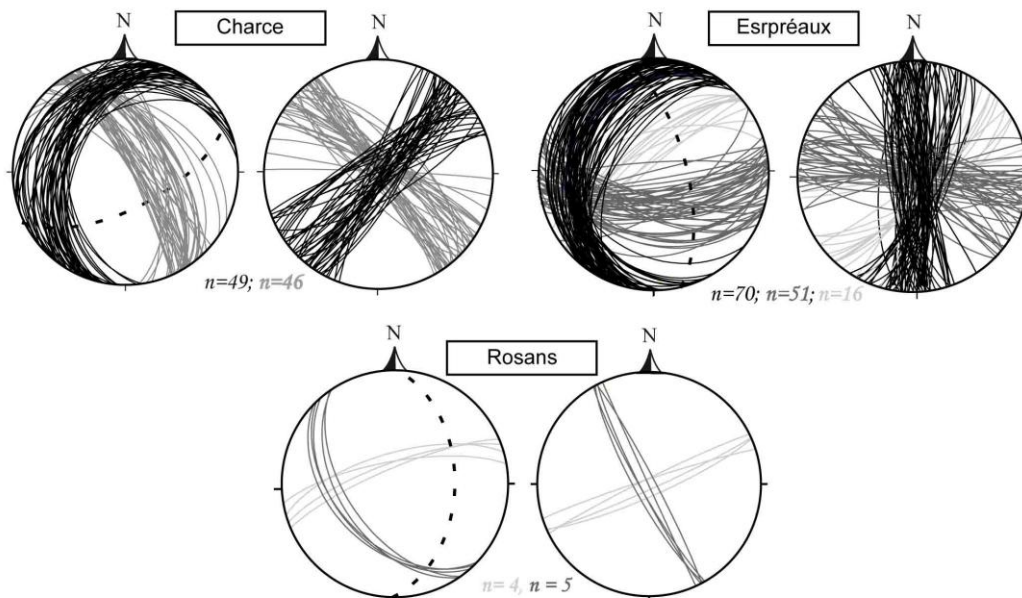 Charce
Esrpréaux
N
N
N
N
n=49; n=46
n=70; n=51; n=16
Rosans
N
N
n= 4, n = 5